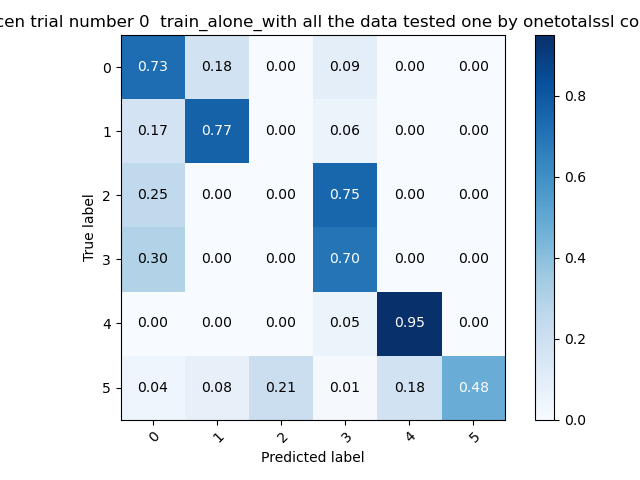 cen trial number 0 train_alone_with all the data tested one by onetotalssl co
0 0.73 0.18 0.00 0.09 0.00 0.00
1 0.17 0.77 0.00 0.06 0.00 0.00
2 0.25 0.00 0.00 0.75 0.00 0.00
3 0.30 0.00 0.00 0.70 0.00 0.00
4 0.00 0.00 0.00 0.05 0.95 0.00
5 0.04 0.08 0.21 0.01 0.18 0.48
0 1 2 3 4 5
True label
Predicted label
0.8
0.6
0.4
0.2
0.0